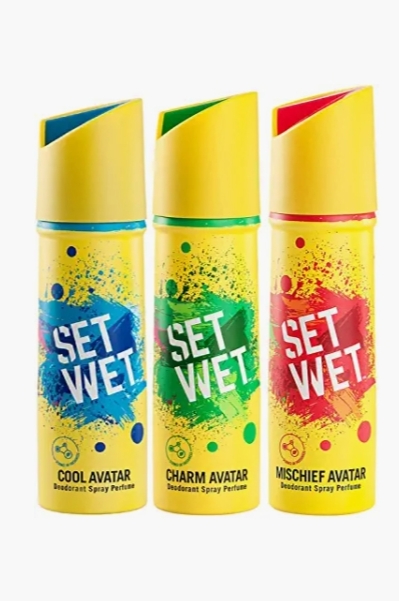 SET
WET
COOL AVATAR
Deodorant Spray Perfume
SET
WET
CHARM AVATAR
Deodorant Spray Perfume
SET
WET
MISCHIEF AVATAR
Deodorant Spray Perfume